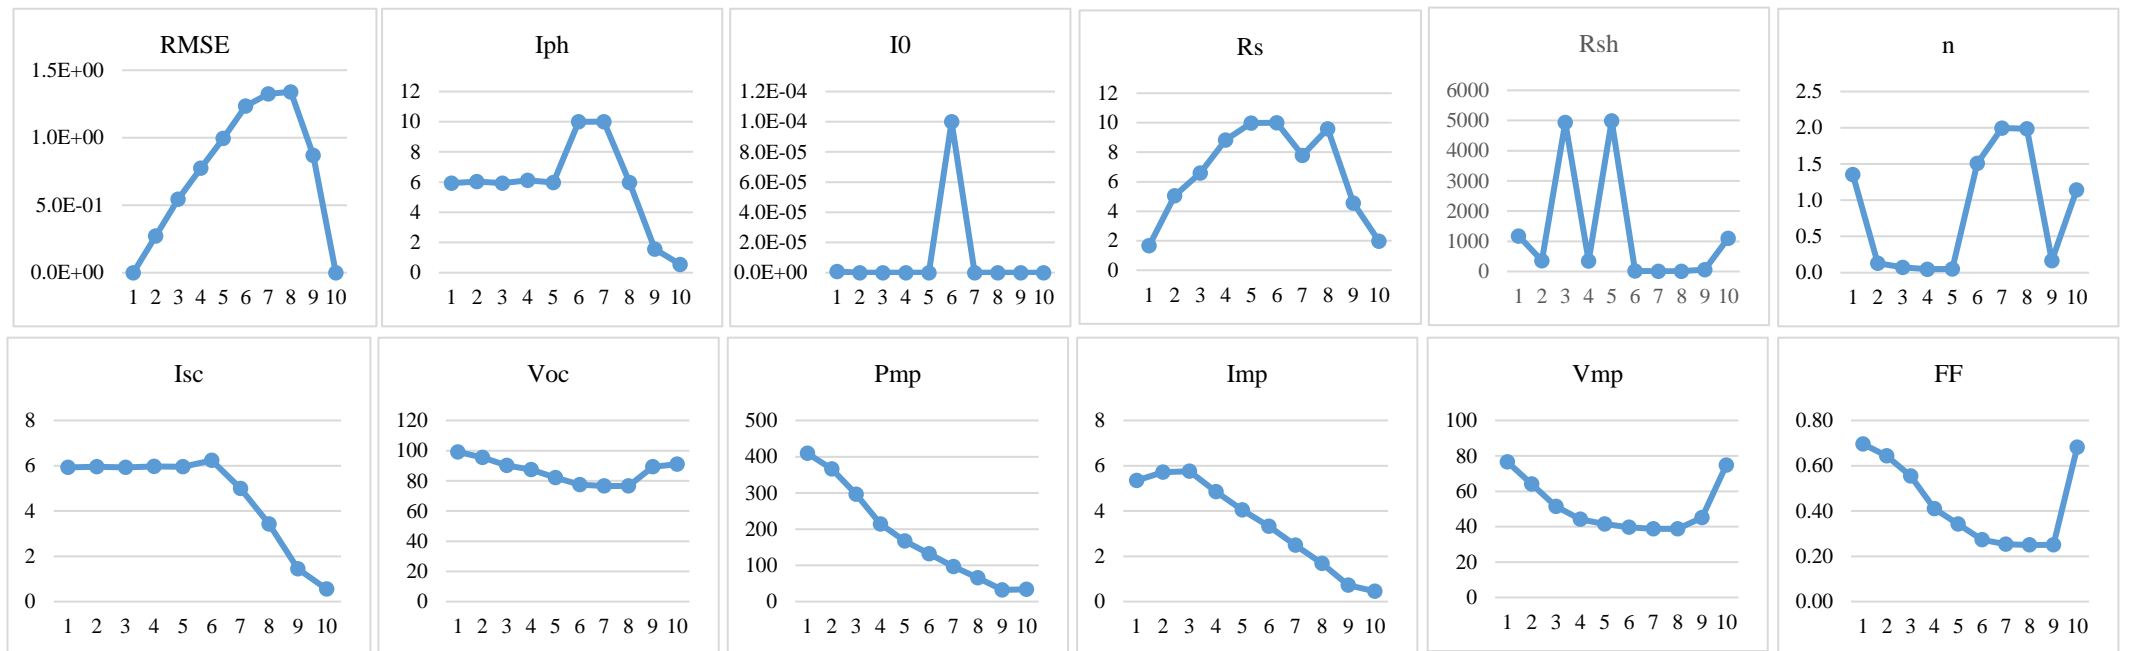 RMSE
1.5E+00
1.0E+00
5.0E-01
0.0E+00
1 2 3 4 5 6 7 8 9 10
Iph
12
10
8
6
4
2
0
1 2 3 4 5 6 7 8 9 10
I0
1.2E-04
1.0E-04
8.0E-05
6.0E-05
4.0E-05
2.0E-05
0.0E+00
1 2 3 4 5 6 7 8 9 10
Rs
12
10
8
6
4
2
0
1 2 3 4 5 6 7 8 9 10
Rsh
6000
5000
4000
3000
2000
1000
0
1 2 3 4 5 6 7 8 9 10
n
2.5
2.0
1.5
1.0
0.5
0.0
1 2 3 4 5 6 7 8 9 10
Isc
8
6
4
2
0
1 2 3 4 5 6 7 8 9 10
Voc
120
100
80
60
40
20
0
1 2 3 4 5 6 7 8 9 10
Pmp
500
400
300
200
100
0
1 2 3 4 5 6 7 8 9 10
Imp
8
6
4
2
0
1 2 3 4 5 6 7 8 9 10
Vmp
100
80
60
40
20
0
1 2 3 4 5 6 7 8 9 10
FF
0.80
0.60
0.40
0.20
0.00
1 2 3 4 5 6 7 8 9 10